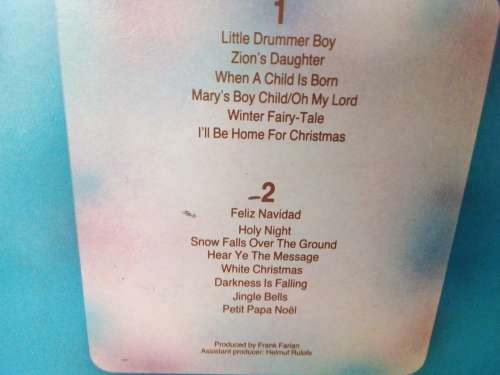 1
Little Drummer Boy
Zion's Daughter
When A Child Is Born
Mary's Boy Child/Oh My Lord
Winter Fairy-Tale
I'll Be Home For Christmas
2
Feliz Navidad
Holy Night
Snow Falls Over The Ground
Hear Ye The Message
White Christmas
Darkness Is Falling
Jingle Bells
Petit Papa Noël
Produced by Frank Farian
Assistant producer: Helmut Rulofs